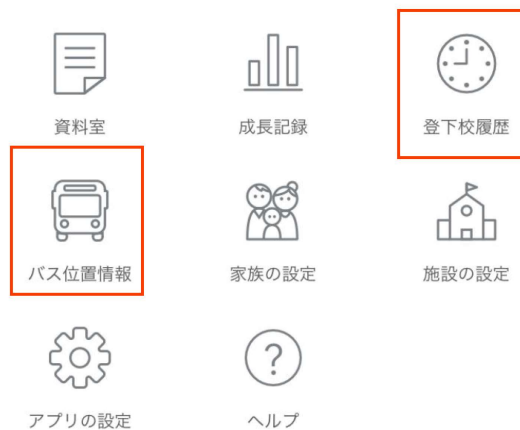 資料室
成長記録
登下校履歴
バス位置情報
家族の設定
施設の設定
アプリの設定
ヘルプ